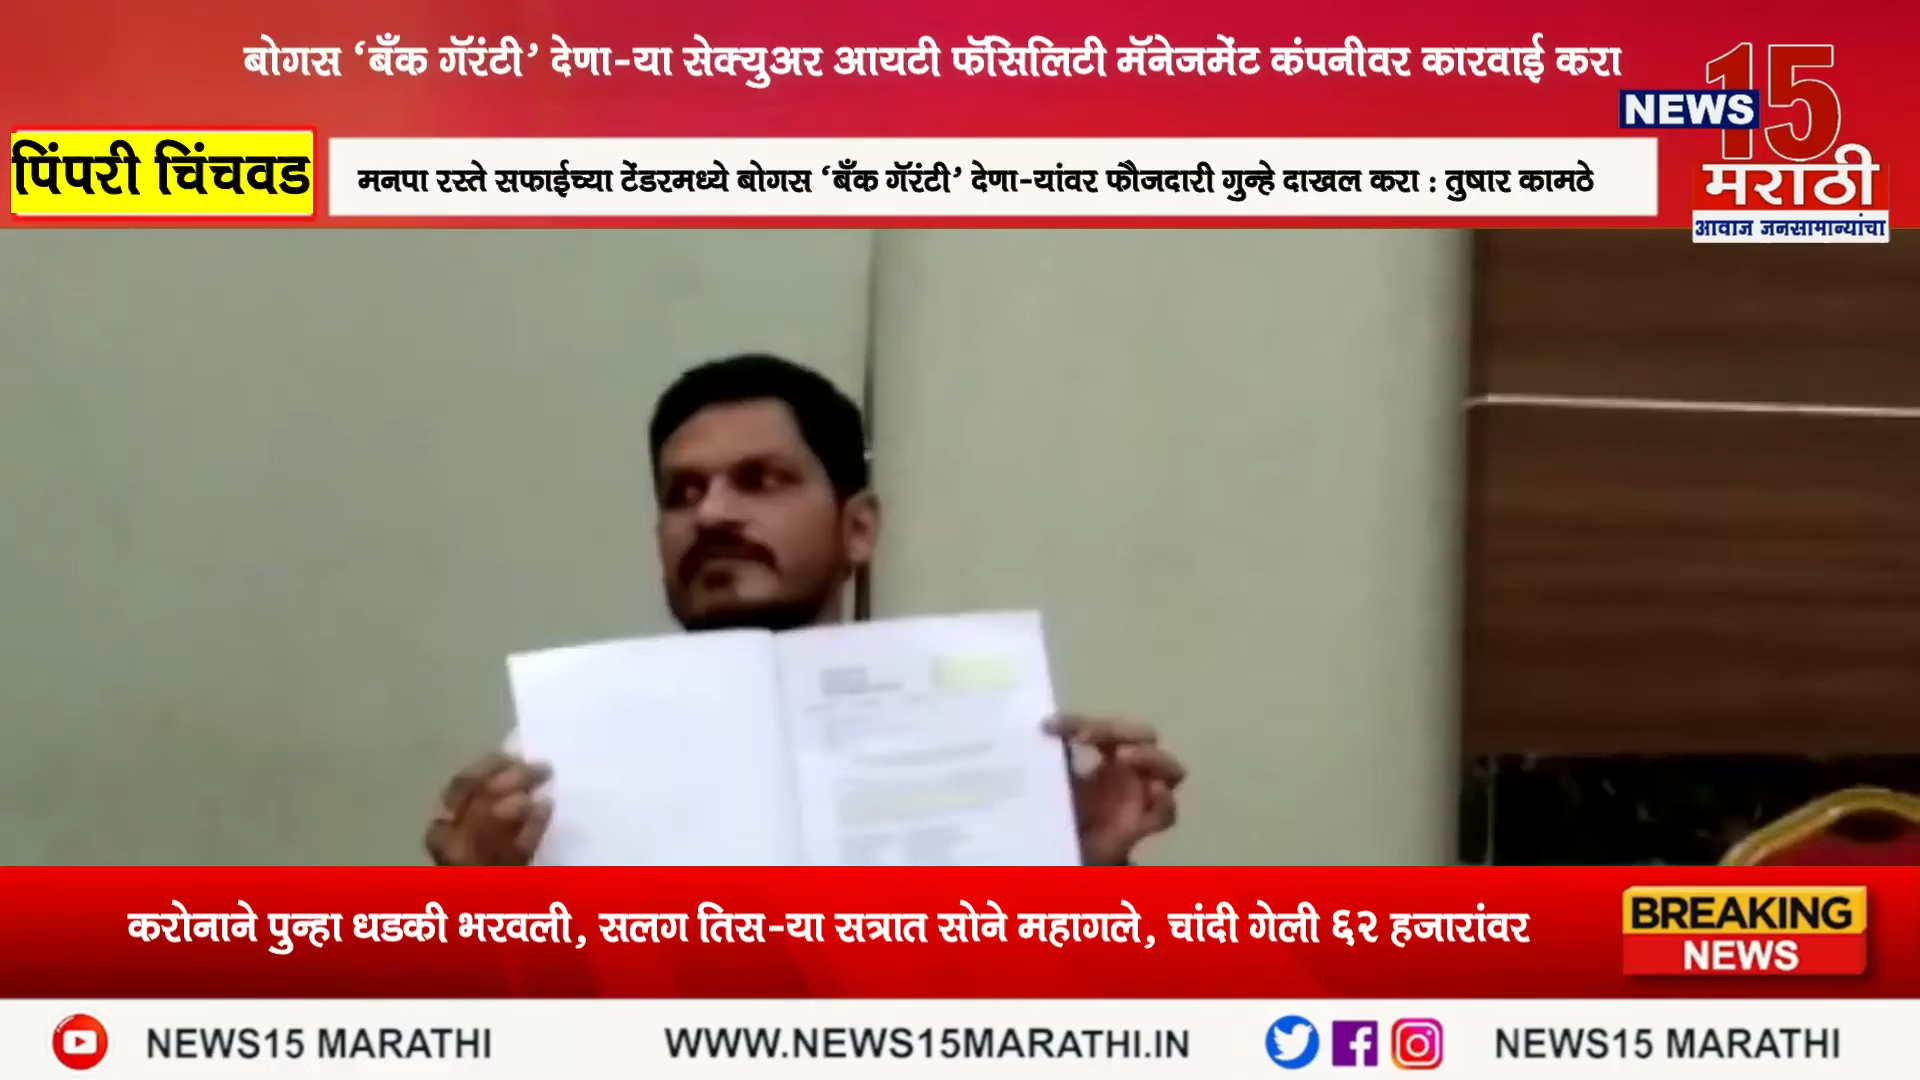 बोगस ‘बँक गॅरंटी’ देणा-या सेक्युअर आयटी फॅसिलिटी मॅनेजमेंट कंपनीवर कारवाई करा
NEWS 15
मराठी
आवाज जनसामान्यांचा
पिंपरी चिंचवड
मनपा रस्ते सफाईच्या टेंडरमध्ये बोगस ‘बँक गॅरंटी’ देणा-यांवर फौजदारी गुन्हे दाखल करा : तुषार कामठे
करोनाने पुन्हा धडकी भरवली, सलग तिस-या सत्रात सोने महागले, चांदी गेली ६२ हजारांवर
BREAKING
NEWS
NEWS15 MARATHI
WWW.NEWS15MARATHI.IN
NEWS15 MARATHI